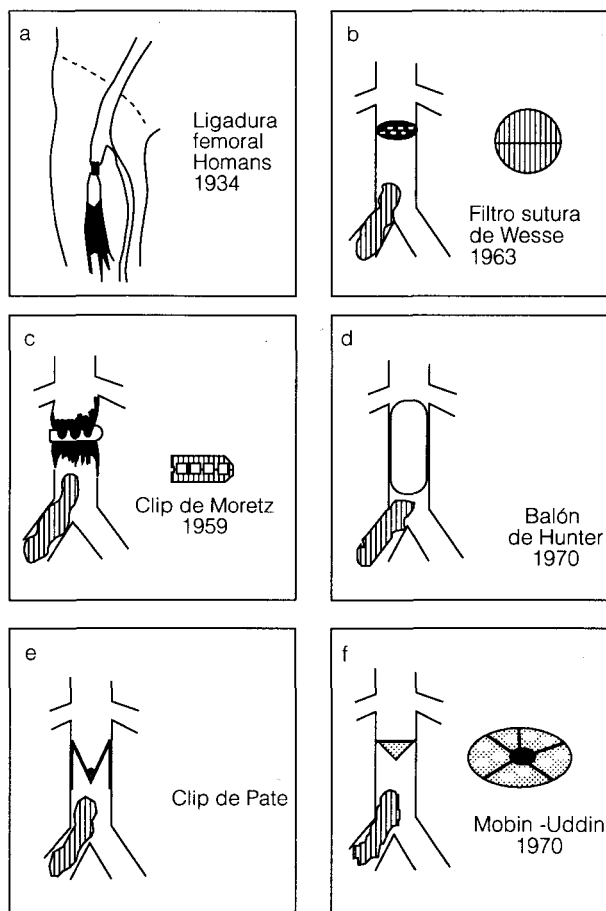 a
Ligadura
femoral
Homans
1934
b
Filtro sutura
de Wesse
1963
c
Clip de Moretz
1959
d
Balón
de Hunter
1970
e
Clip de Pate
f
Mobin -Uddin
1970